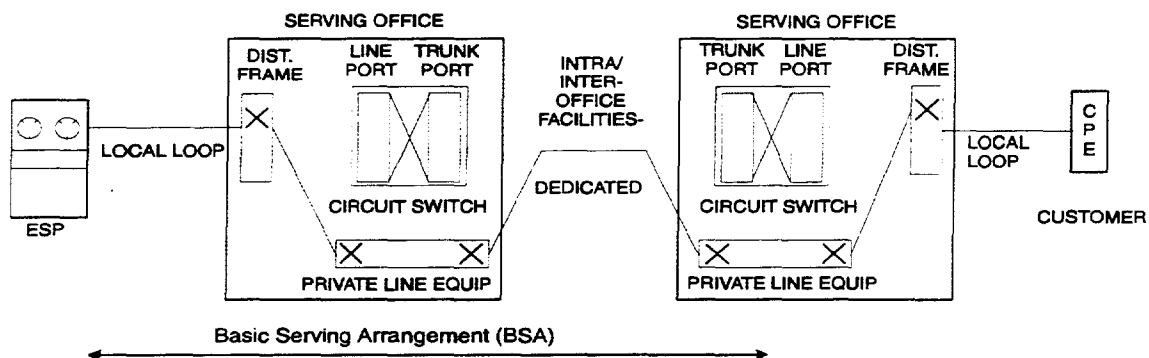 SERVING OFFICE
DIST.
FRAME
LINE
PORT
TRUNK
PORT
LOCAL LOOP
ESP
CIRCUIT SWITCH
PRIVATE LINE EQUIP
INTRA/
INTER-
OFFICE
FACILITIES-
DEDICATED
SERVING OFFICE
TRUNK
PORT
LINE
PORT
DIST.
FRAME
CIRCUIT SWITCH
PRIVATE LINE EQUIP
LOCAL
LOOP
C
P
E
CUSTOMER
Basic Serving Arrangement (BSA)